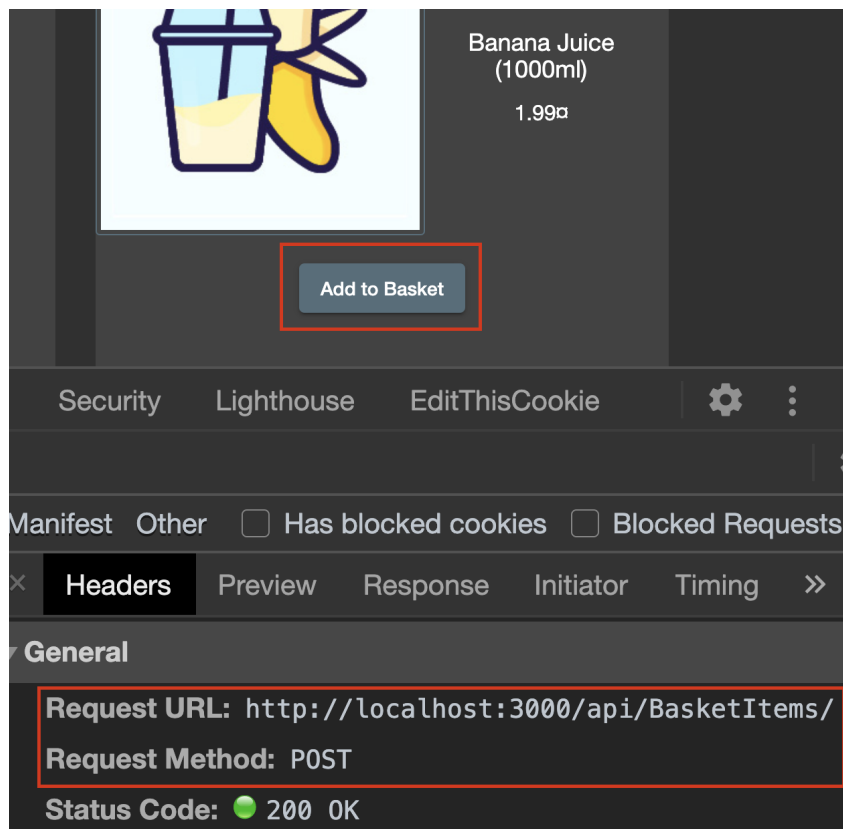 Banana Juice
(1000ml)
1.99¤
Add to Basket
Security Lighthouse EditThisCookie
Manifest Other Has blocked cookies Blocked Requests
Headers Preview Response Initiator Timing
General
Request URL: http://localhost:3000/api/BasketItems/
Request Method: POST
Status Code: 200 OK